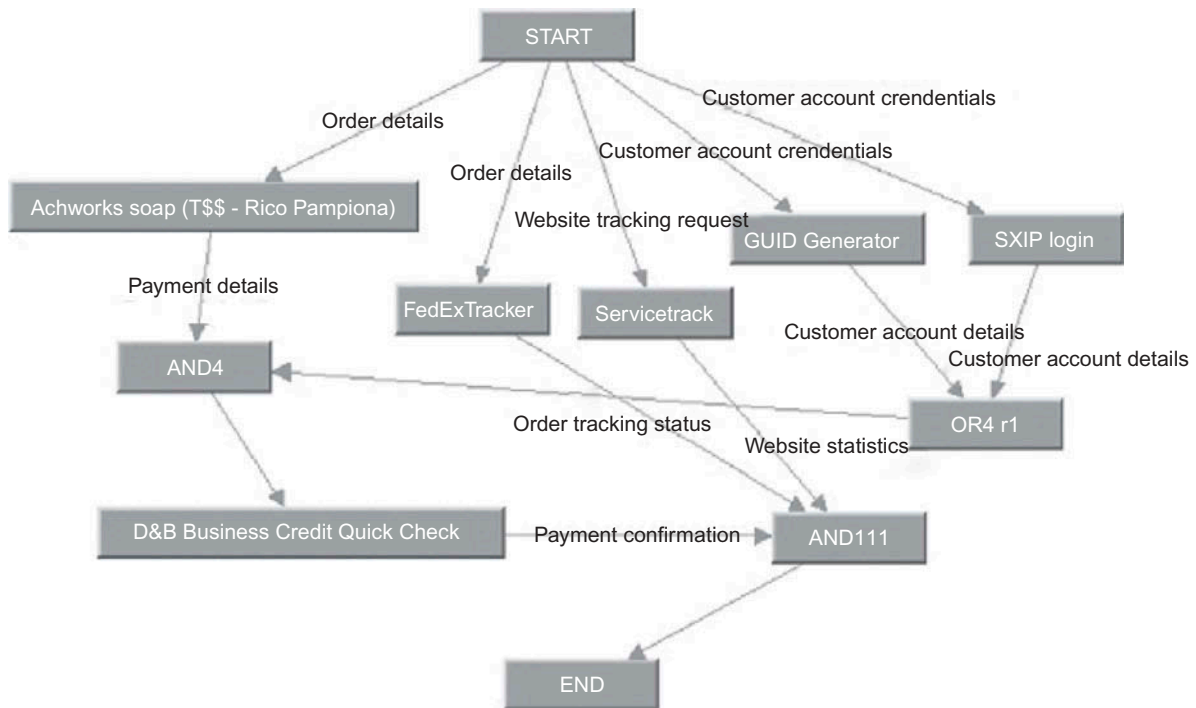 START
Customer account crendentials
Order details
Customer account crendentials
Order details
Achworks soap (T$$ - Rico Pampiona)
Website tracking request
GUID Generator
SXIP login
Payment details
FedExTracker
Servicetrack
Customer account details
Customer account details
AND4
OR4 r1
Order tracking status
Website statistics
D&B Business Credit Quick Check
Payment confirmation
AND111
END